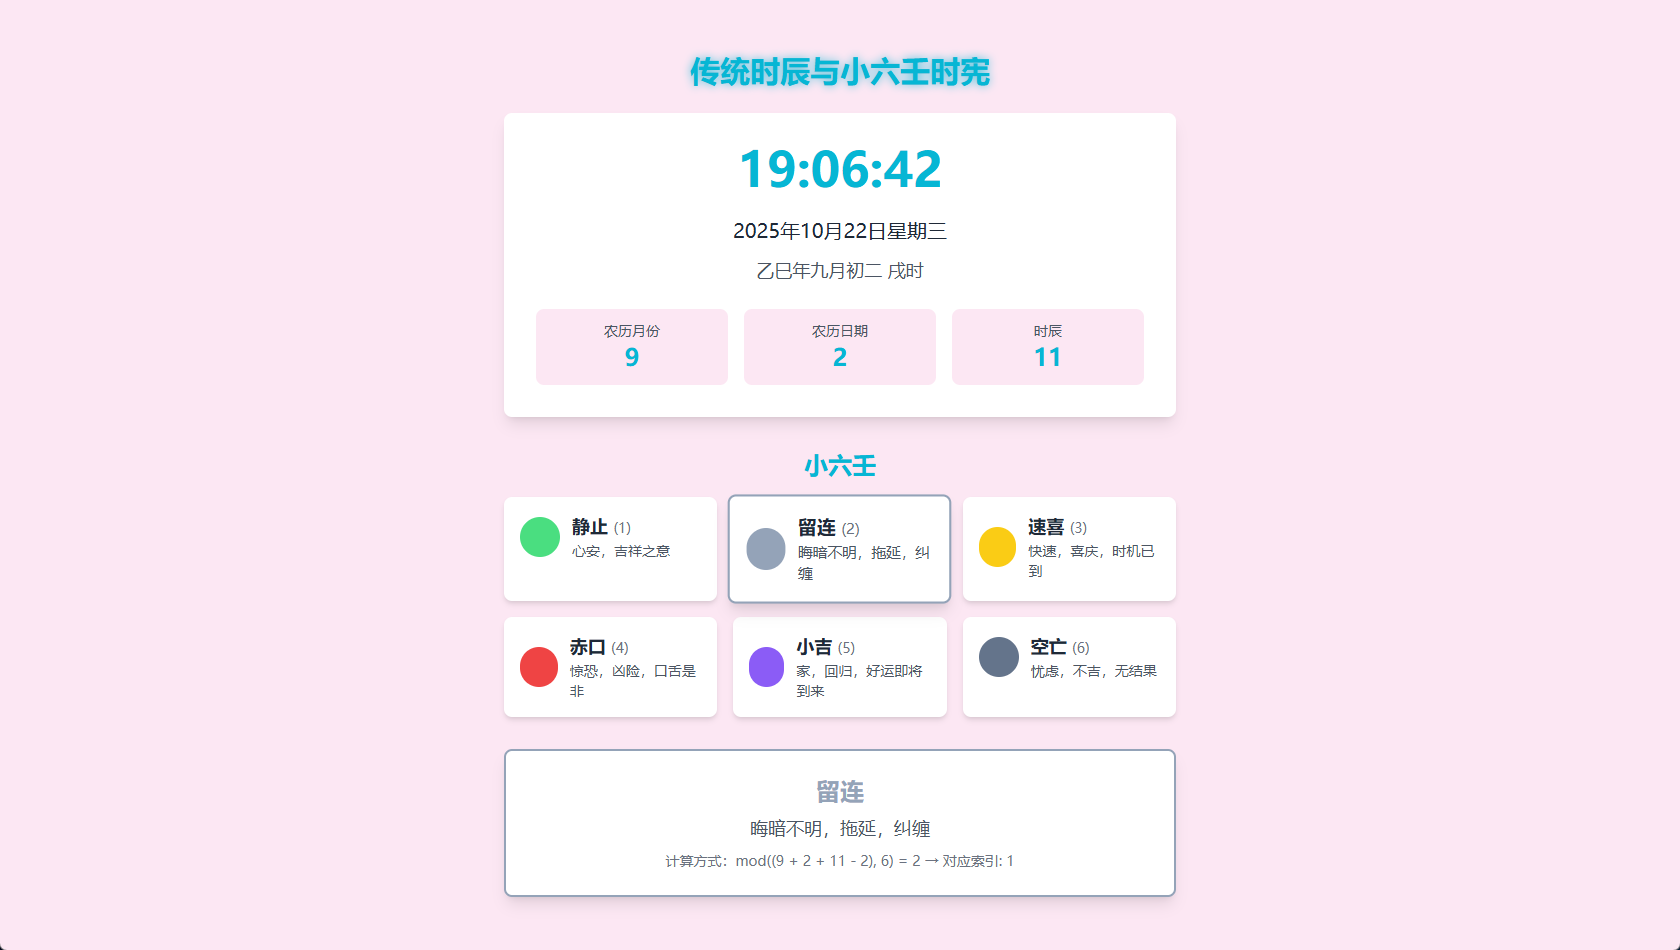 传统时辰与小六壬时宪
19:06:42
2025年10月22日星期三
乙巳年九月初二 戌时
农历月份
9
农历日期
2
时辰
11
小六壬
静止 (1)
心安，吉祥之意
留连 (2)
晦暗不明，拖延，纠
缠
速喜 (3)
快速，喜庆，时机已
到
赤口 (4)
惊恐，凶险，口舌是
非
小吉 (5)
家，回归，好运即将
到来
空亡 (6)
忧虑，不吉，无结果
留连
晦暗不明，拖延，纠缠
计算方式：mod((9 + 2 + 11 - 2), 6) = 2 → 对应索引: 1